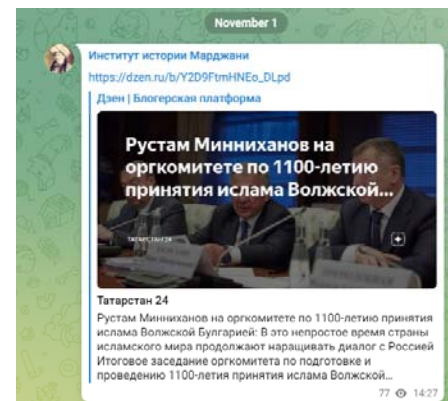 November 1
Институт истории Марджани
https://dzen.ru/b/Y2D9FtmHNEo_DLpd
Дзен | Блогерская платформа
Рустам Минниханов на
оргкомитете по 1100-летию
принятия ислама Волжской...
ТАТАРСТАН24
Татарстан 24
Рустам Минниханов на оргкомитете по 1100-летию принятия
ислама Волжской Булгарией: В это непростое время страны
исламского мира продолжают наращивать диалог с Россией
Итоговое заседание оргкомитета по подготовке и
проведению 1100-летия принятия ислама Волжской...
77 14:27